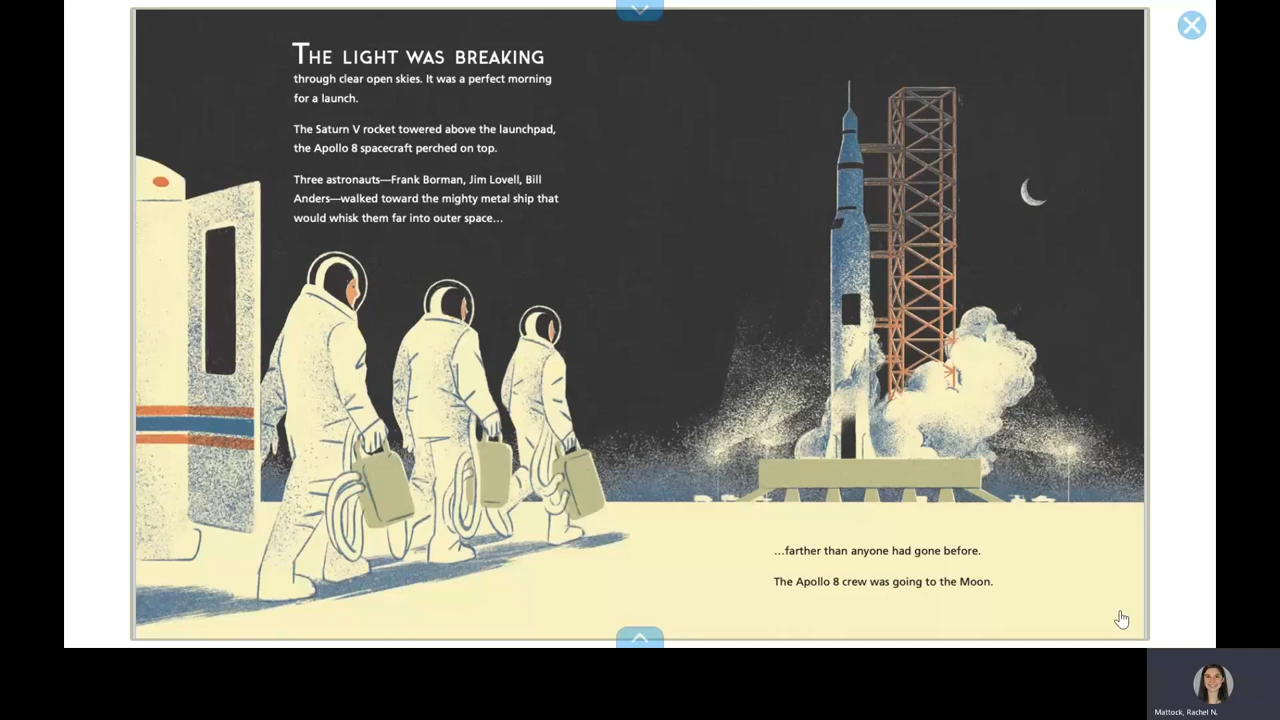 THE LIGHT WAS BREAKING
through clear open skies. It was a perfect morning
for a launch.
The Saturn V rocket towered above the launchpad,
the Apollo 8 spacecraft perched on top.
Three astronauts—Frank Borman, Jim Lovell, Bill
Anders—walked toward the mighty metal ship that
would whisk them far into outer space...
...farther than anyone had gone before.
The Apollo 8 crew was going to the Moon.
Mattock, Rachel N.